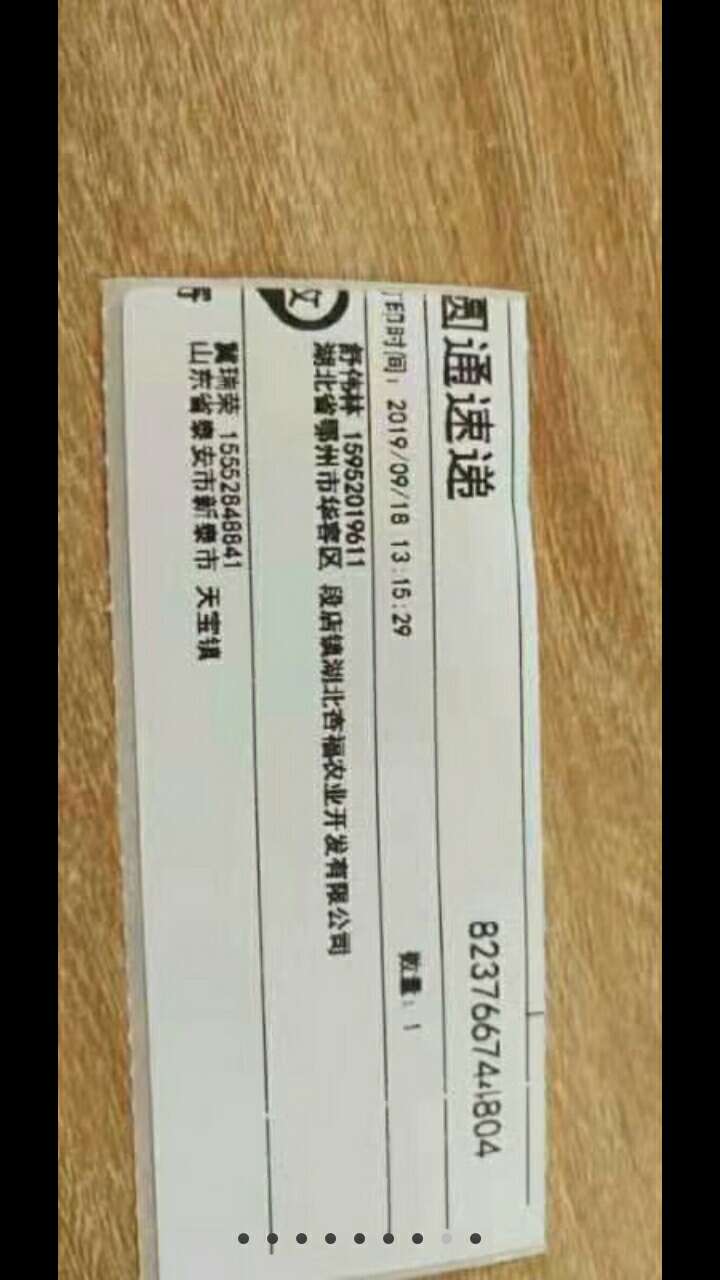 圆通速递
823766744804
打印时间：2019/09/18 13:15:29
数量：1
收
舒伟林 15952019611
湖北省鄂州市华容区 段店镇湖北杏福农业开发有限公司
寄
冀瑞荣 15552848841
山东省泰安市新泰市 天宝镇